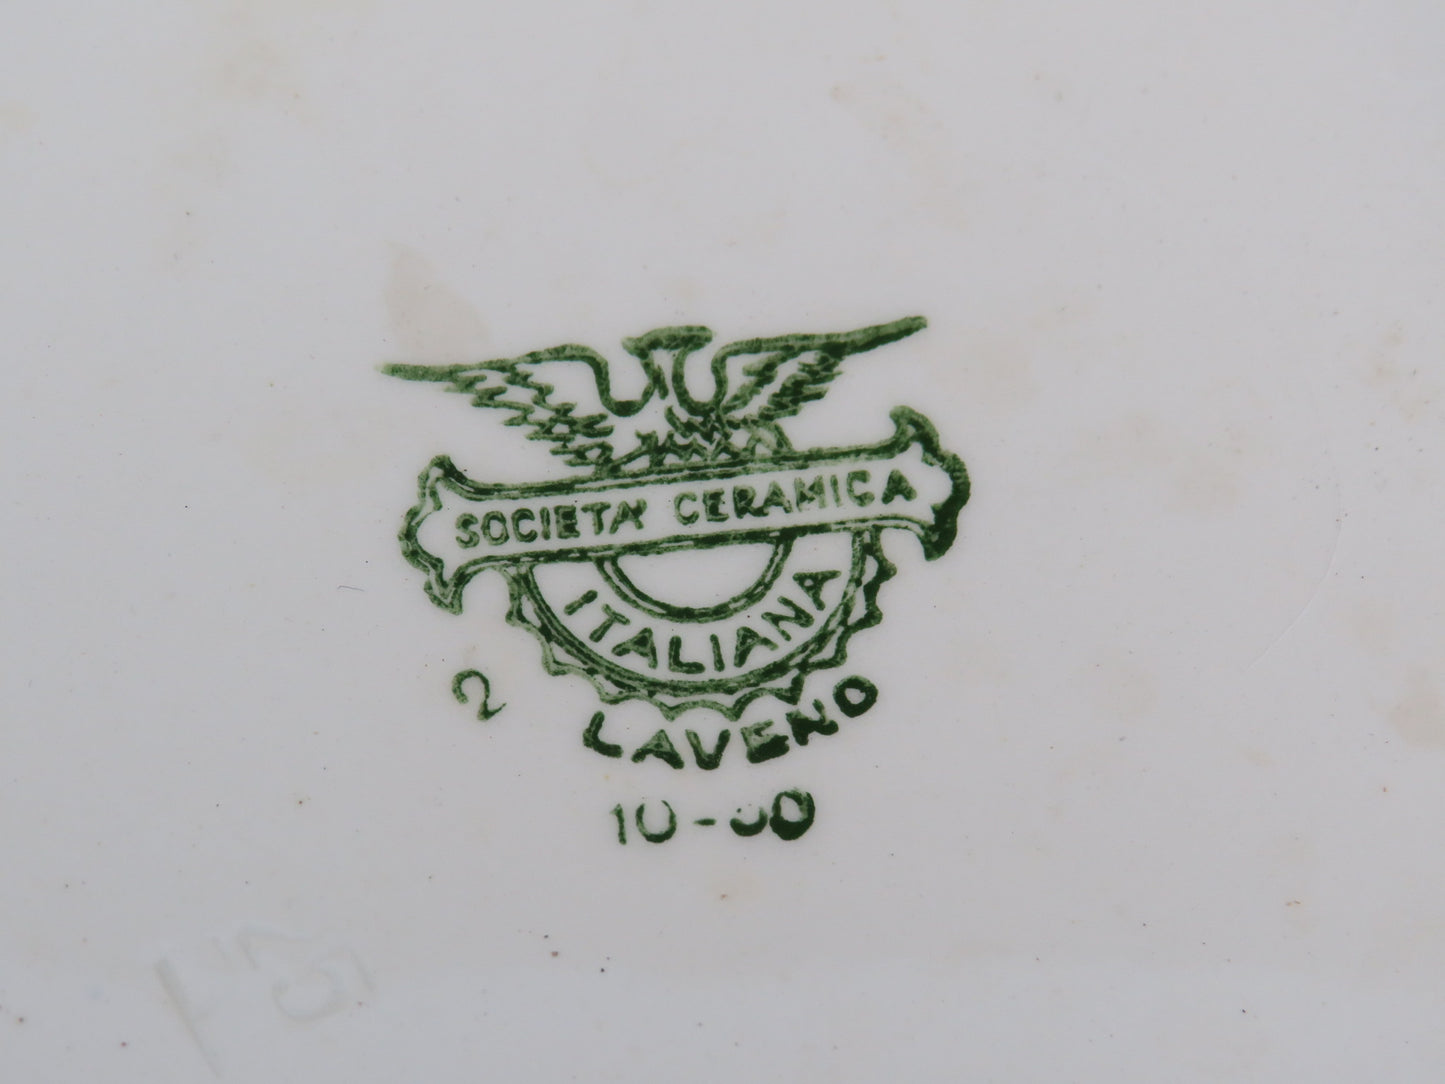 SOCIETA' CERAMICA
ITALIANA
2
LAVENO